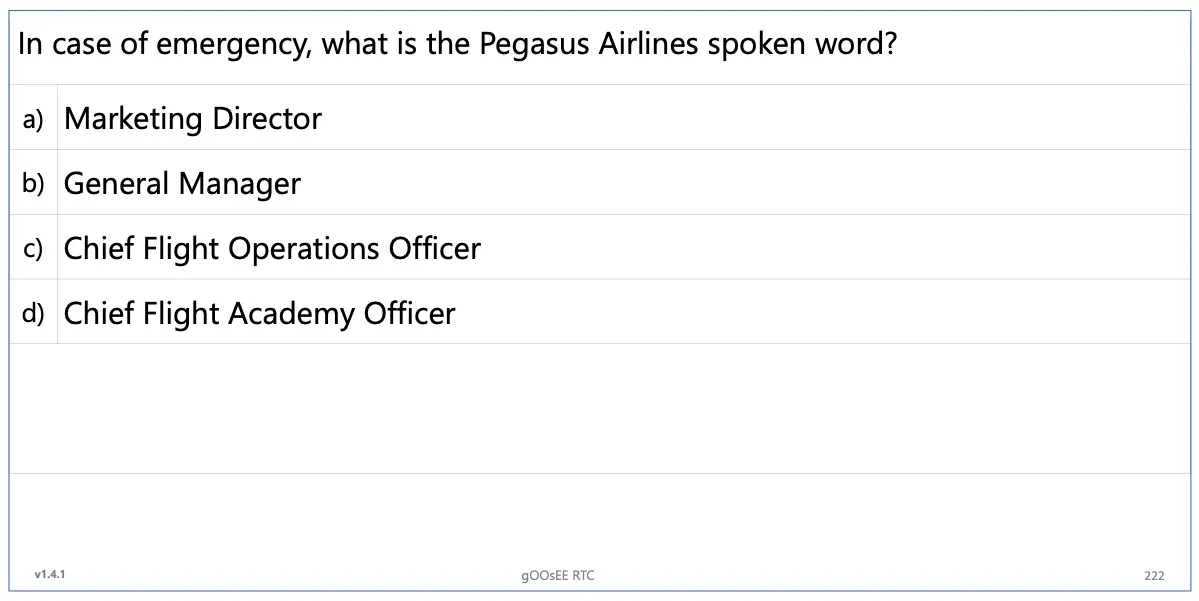 In case of emergency, what is the Pegasus Airlines spoken word?
a) Marketing Director
b) General Manager
c) Chief Flight Operations Officer
d) Chief Flight Academy Officer
v1.4.1 gOOsEE RTC 222